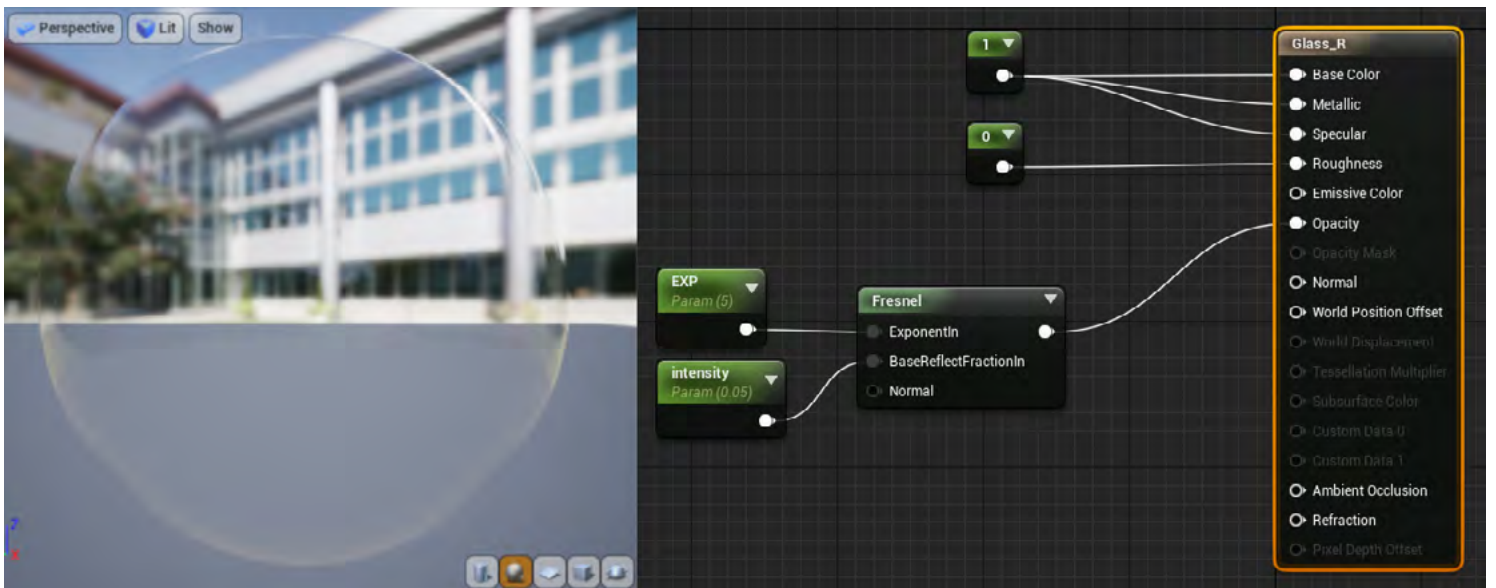 Perspective
Lit
Show
1
0
EXP
Param (5)
intensity
Param (0.05)
Fresnel
ExponentIn
BaseReflectFractionIn
Normal
Glass_R
Base Color
Metallic
Specular
Roughness
Emissive Color
Opacity
Opacity Mask
Normal
World Position Offset
World Displacement
Tessellation Multiplier
Subsurface Color
Custom Data 0
Custom Data 1
Ambient Occlusion
Refraction
Pixel Depth Offset